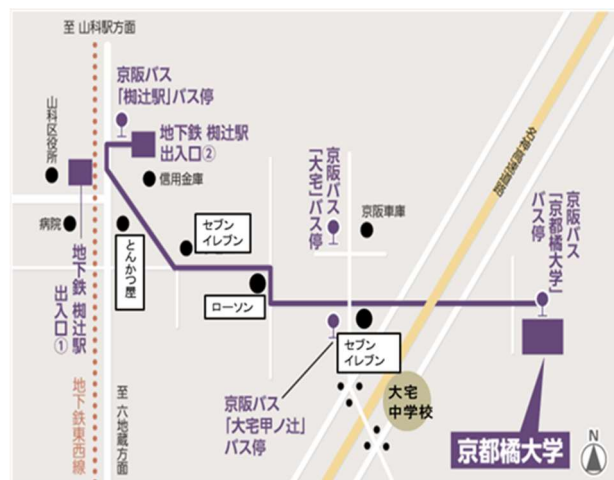 至 山科駅方面
京阪バス
「椥辻駅」バス停
地下鉄 椥辻駅
出入口②
山科区役所
信用金庫
病院
地下鉄 椥辻駅
出入口①
とんかつ屋
セブン
イレブン
ローソン
京阪バス
「大宅」バス停
京阪車庫
名神高速道路
京阪バス
「京都橘大学」
バス停
セブン
イレブン
京阪バス
「大宅甲ノ辻」
バス停
大宅
中学校
地下鉄東西線
至 六地蔵方面
京都橘大学
N